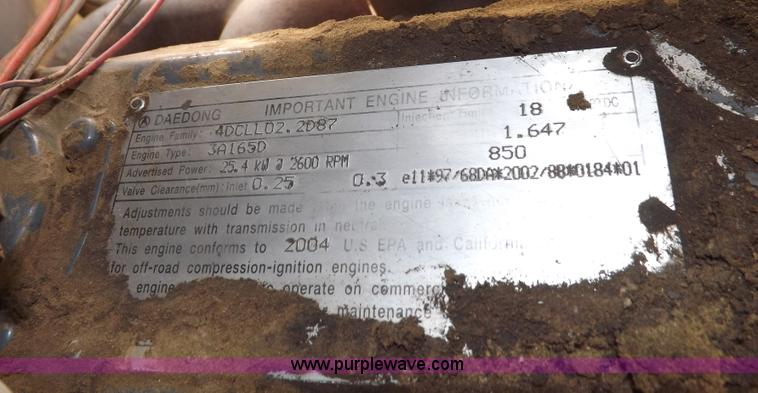 DAEDONG IMPORTANT ENGINE INFORMATION
Engine Family: 4DCLL02.2D87 18
Engine Type: 3A165D 1.647
Advertised Power: 25.4 kW @ 2600 RPM 850
Valve Clearance(mm): Inlet 0.25 0.3 e11*97/68DA*2002/88*0184*01
Adjustments should be made the engine
temperature with transmission in
This engine conforms to 2004 U.S EPA and
for off-road compression-ignition engines.
operate on
maintenance
www.purplewave.com